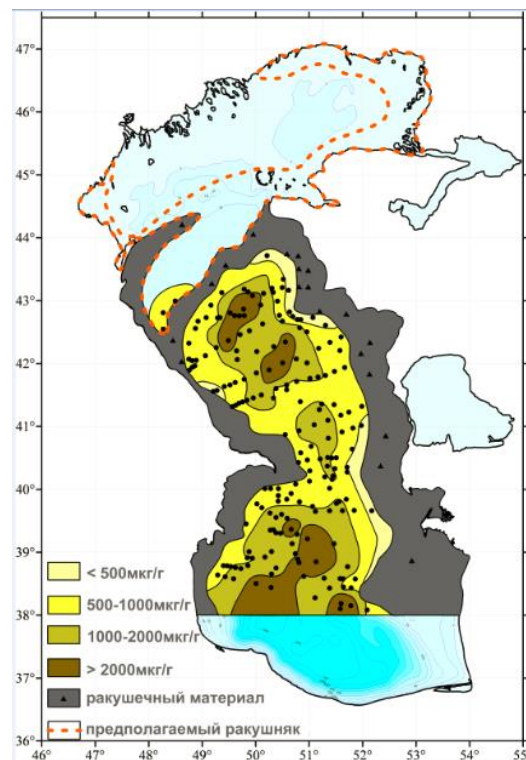 47°
46°
45°
44°
43°
42°
41°
40°
39°
38°
37°
36°
< 500мкг/г
500-1000мкг/г
1000-2000мкг/г
> 2000мкг/г
ракушечный материал
предполагаемый ракушняк
46° 47° 48° 49° 50° 51° 52° 53° 54° 55